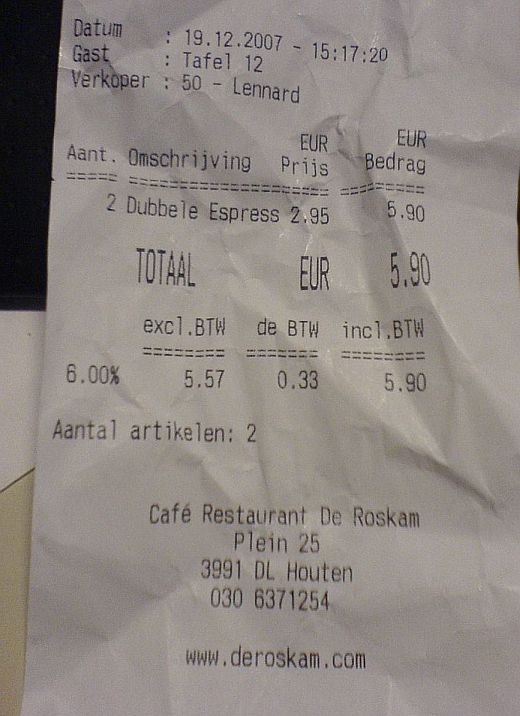 Datum : 19.12.2007 - 15:17:20
Gast : Tafel 12
Verkoper : 50 - Lennard
EUR EUR
Aant. Omschrijving Prijs Bedrag
===== ==================== ========
2 Dubbele Espress 2.95 5.90
TOTAAL EUR 5.90
excl.BTW de BTW incl.BTW
======== ======= ========
6.00% 5.57 0.33 5.90
Aantal artikelen: 2
Café Restaurant De Roskam
Plein 25
3991 DL Houten
030 6371254
www.deroskam.com